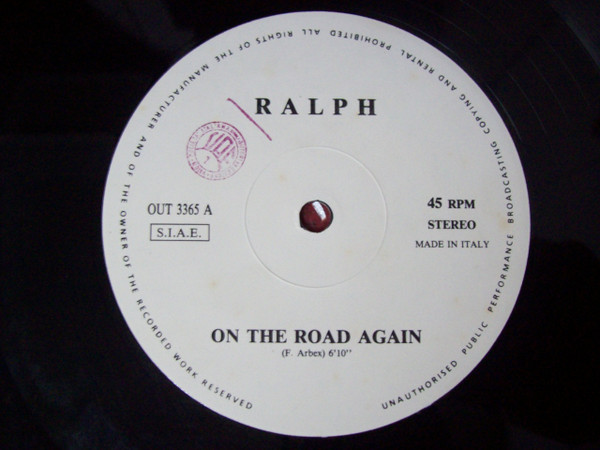 ALL RIGHTS OF THE MANUFACTURER AND OF THE OWNER OF THE RECORDED WORK RESERVED
UNAUTHORISED PUBLIC PERFORMANCE BROADCASTING COPYING AND RENTAL PROHIBITED
RALPH
OUT 3365 A
S.I.A.E.
45 RPM
STEREO
MADE IN ITALY
ON THE ROAD AGAIN
(F. Arbex) 6'10"